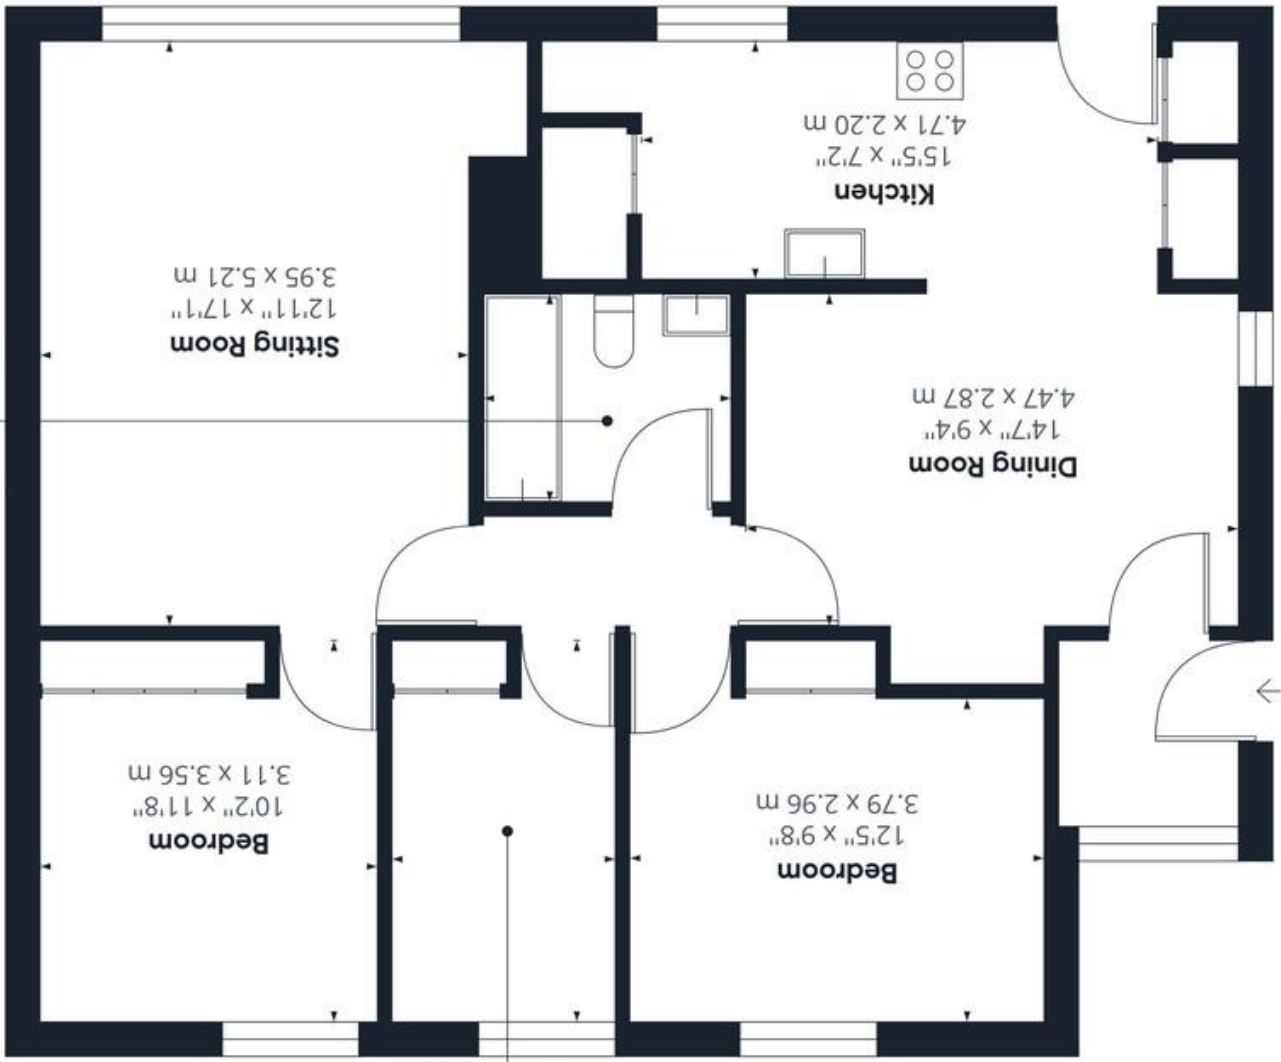 Bedroom
12'5" x 9'8"
3.79 x 2.96 m
Bedroom
10'2" x 11'8"
3.11 x 3.56 m
Dining Room
14'7" x 9'4"
4.47 x 2.87 m
Sitting Room
12'11" x 17'1"
3.95 x 5.21 m
Kitchen
15'5" x 7'2"
4.71 x 2.20 m